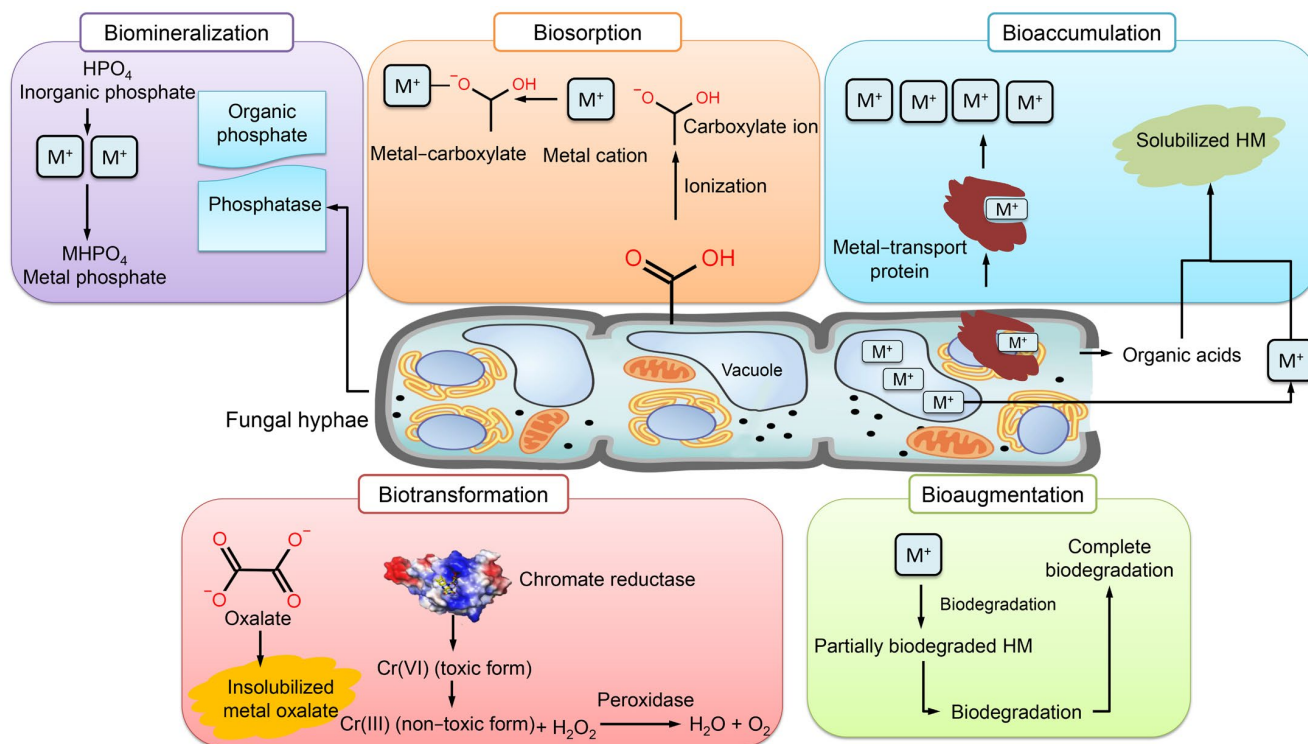 Biomineralization
HPO₄
Inorganic phosphate
M⁺ M⁺
MHPO₄
Metal phosphate
Organic
phosphate
Phosphatase
Biosorption
M⁺
⁻O OH
Metal–carboxylate
M⁺
Metal cation
⁻O OH
Carboxylate ion
Ionization
O OH
Bioaccumulation
M⁺ M⁺ M⁺ M⁺
M⁺
Metal–transport
protein
Solubilized HM
Organic acids
M⁺
Fungal hyphae
Vacuole
M⁺
M⁺
M⁺
M⁺
Biotransformation
O O⁻
⁻O O
Oxalate
Insolubilized
metal oxalate
Chromate reductase
Cr(VI) (toxic form)
Cr(III) (non–toxic form) + H₂O₂
Peroxidase
H₂O + O₂
Bioaugmentation
M⁺
Biodegradation
Partially biodegraded HM
Biodegradation
Complete
biodegradation